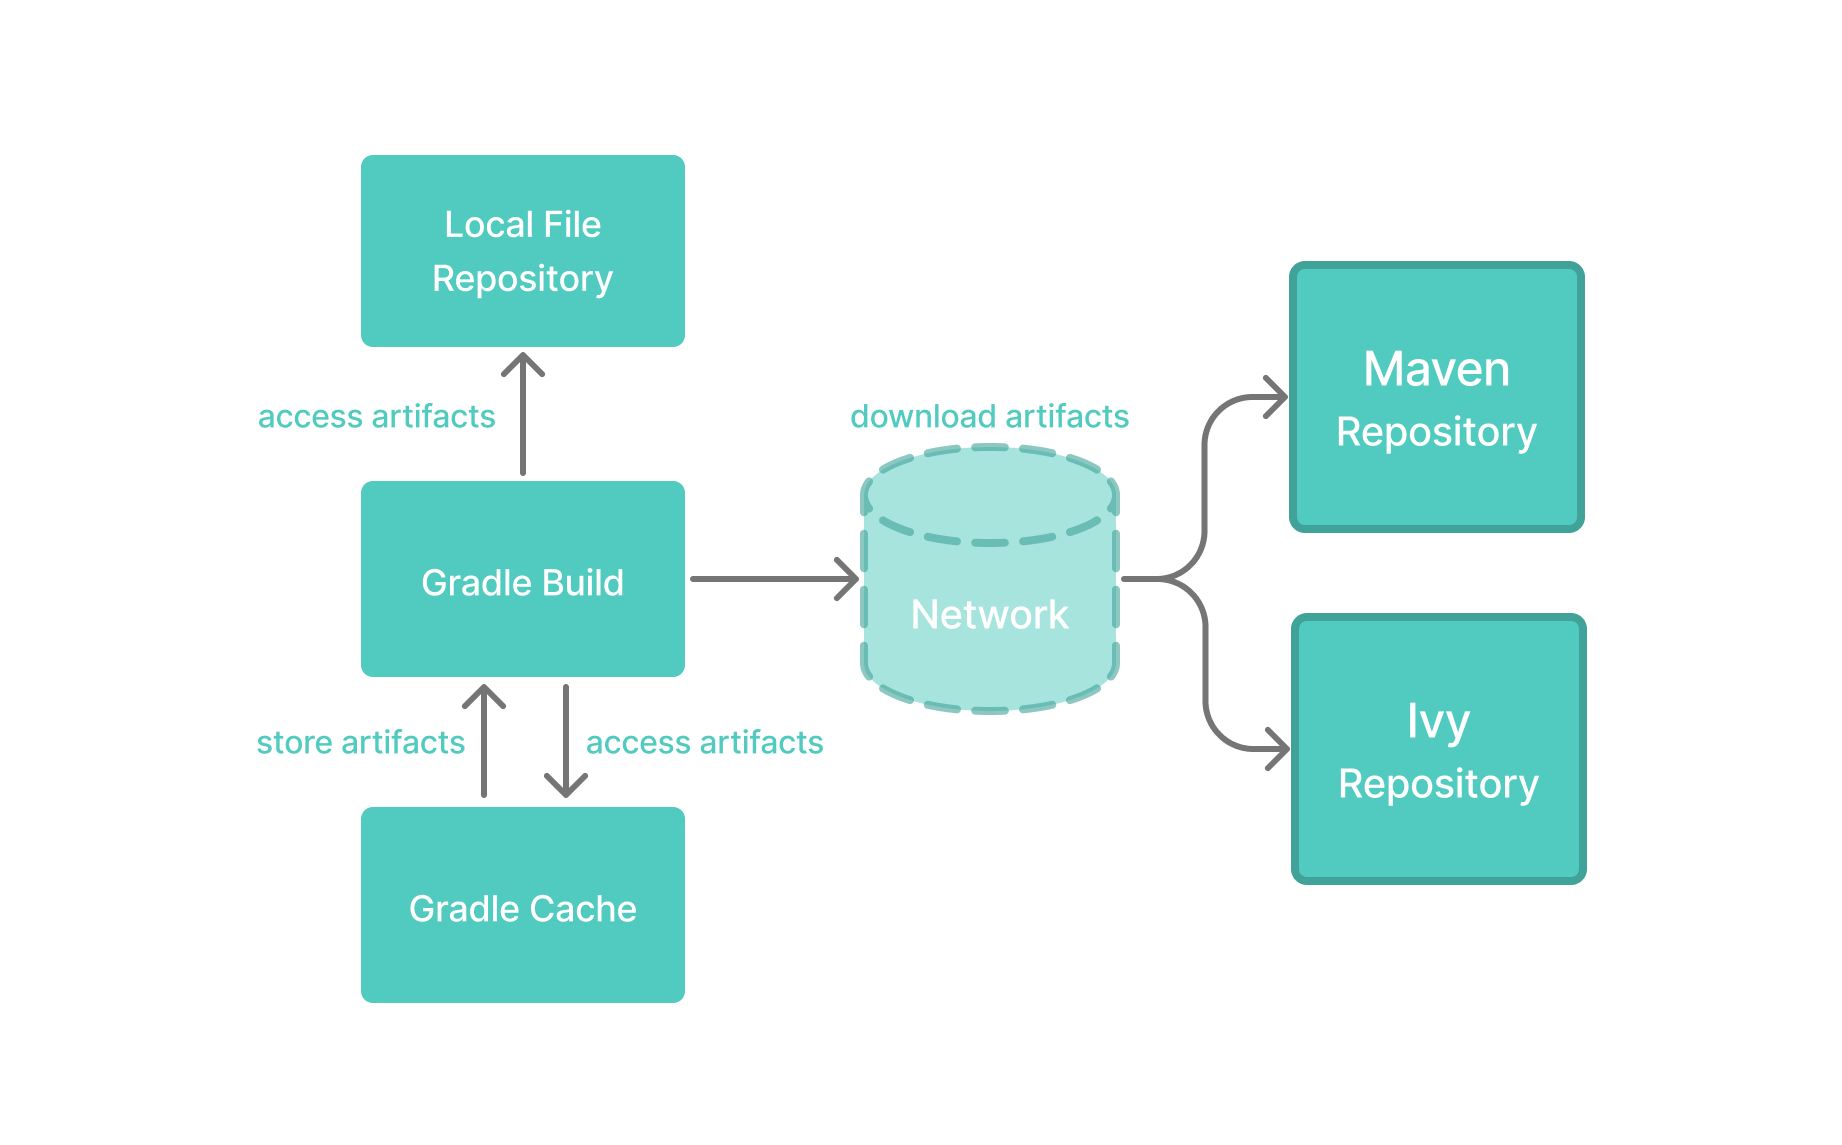 Local File
Repository
access artifacts
Gradle Build
store artifacts
access artifacts
Gradle Cache
download artifacts
Network
Maven
Repository
Ivy
Repository